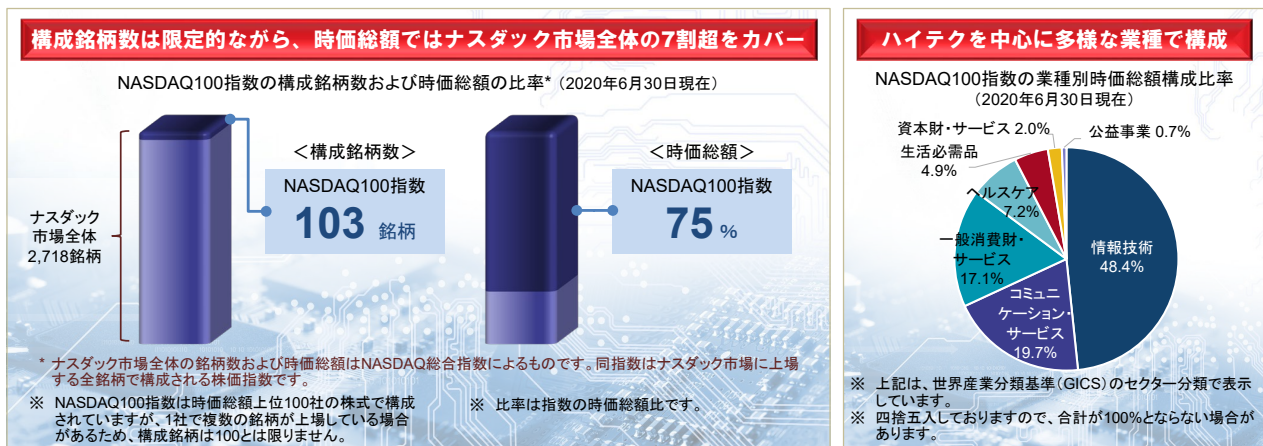 構成銘柄数は限定的ながら、時価総額ではナスダック市場全体の7割超をカバー
NASDAQ100指数の構成銘柄数および時価総額の比率*（2020年6月30日現在）
ナスダック
市場全体
2,718銘柄
＜構成銘柄数＞
NASDAQ100指数
103 銘柄
＜時価総額＞
NASDAQ100指数
75 %
* ナスダック市場全体の銘柄数および時価総額はNASDAQ総合指数によるものです。同指数はナスダック市場に上場
する全銘柄で構成される株価指数です。
※ NASDAQ100指数は時価総額上位100社の株式で構成
されていますが、1社で複数の銘柄が上場している場合
があるため、構成銘柄は100とは限りません。
※ 比率は指数の時価総額比です。
ハイテクを中心に多様な業種で構成
NASDAQ100指数の業種別時価総額構成比率
（2020年6月30日現在）
資本財・サービス 2.0%
公益事業 0.7%
生活必需品
4.9%
ヘルスケア
7.2%
一般消費財・
サービス
17.1%
情報技術
48.4%
コミュニ
ケーション・
サービス
19.7%
※ 上記は、世界産業分類基準（GICS）のセクター分類で表示
しています。
※ 四捨五入しておりますので、合計が100%とならない場合が
あります。